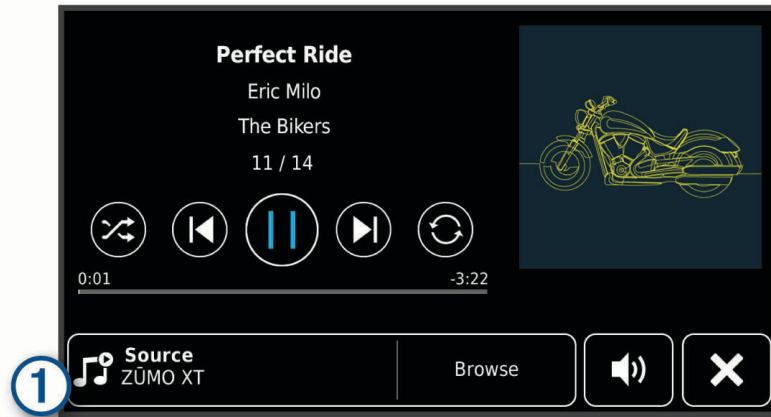 Perfect Ride
Eric Milo
The Bikers
11 / 14
0:01 -3:22
Source
ZŪMO XT
Browse
1